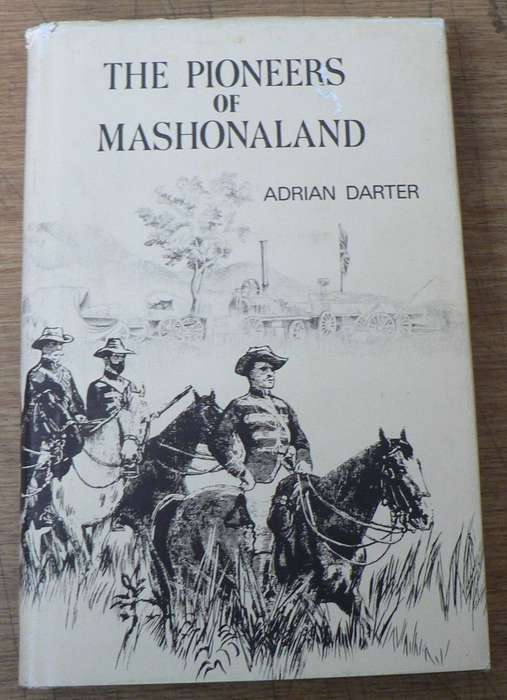 THE PIONEERS
OF
MASHONALAND
ADRIAN DARTER